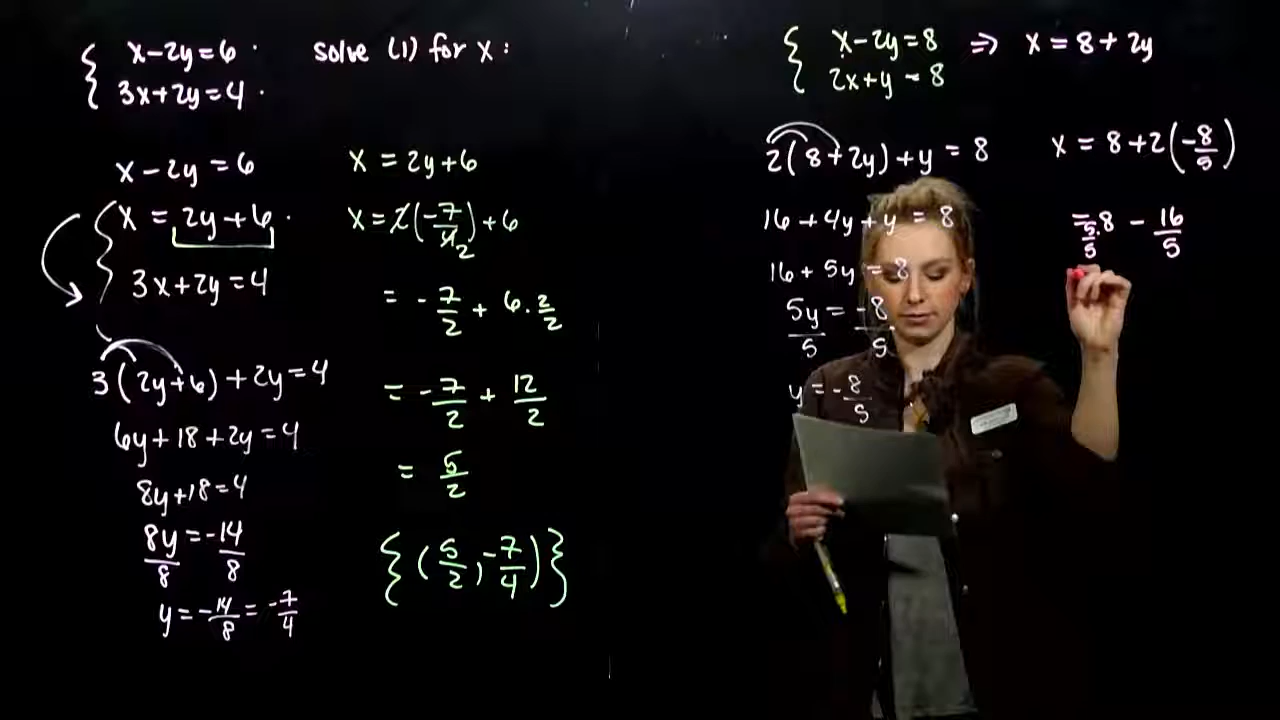 x-2y=6 .
3x+2y=4 .
solve (1) for x:
x-2y=6
x = 2y+6 .
3x+2y=4
3(2y+6)+2y=4
6y+18+2y=4
8y+18=4
8y/8 = -14/8
y = -14/8 = -7/4
x = 2y+6
x = 2(-7/4 2)+6
= -7/2 + 6·2/2
= -7/2 + 12/2
= 5/2
{(5/2, -7/4)}
x-2y=8 ⇒ x = 8+2y
2x+y=8
2(8+2y)+y=8
16+4y+y=8
16+5y=8
5y/5 = -8/5
y = -8/5
x = 8+2(-8/5)
= 5/5·8 - 16/5